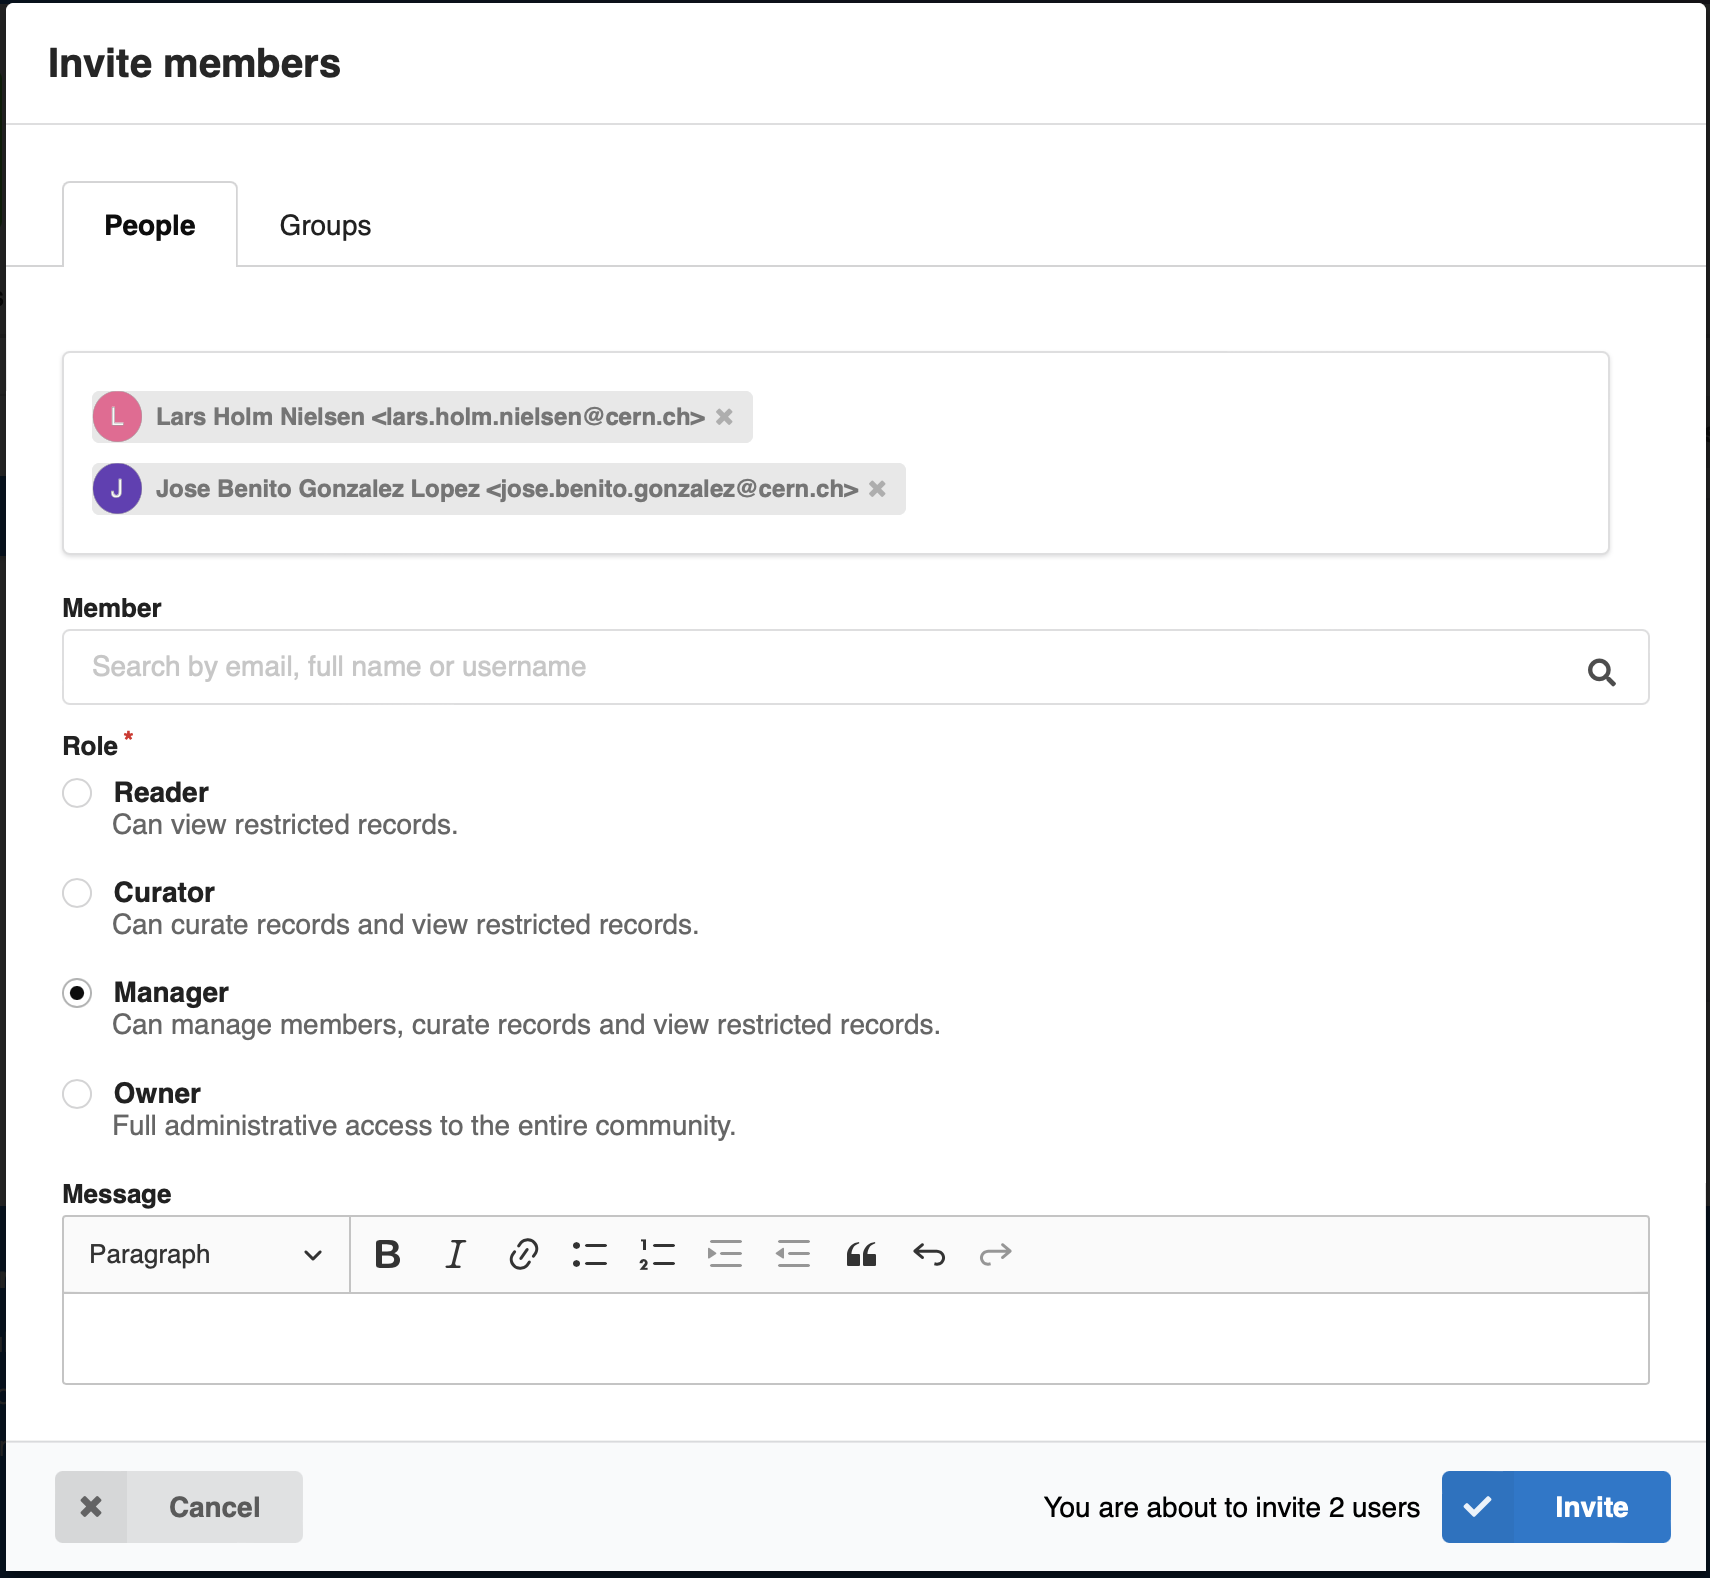 Invite members
People
Groups
L
Lars Holm Nielsen <lars.holm.nielsen@cern.ch>
J
Jose Benito Gonzalez Lopez <jose.benito.gonzalez@cern.ch>
Member
Search by email, full name or username
Role *
Reader
Can view restricted records.
Curator
Can curate records and view restricted records.
Manager
Can manage members, curate records and view restricted records.
Owner
Full administrative access to the entire community.
Message
Paragraph
Cancel
You are about to invite 2 users
Invite